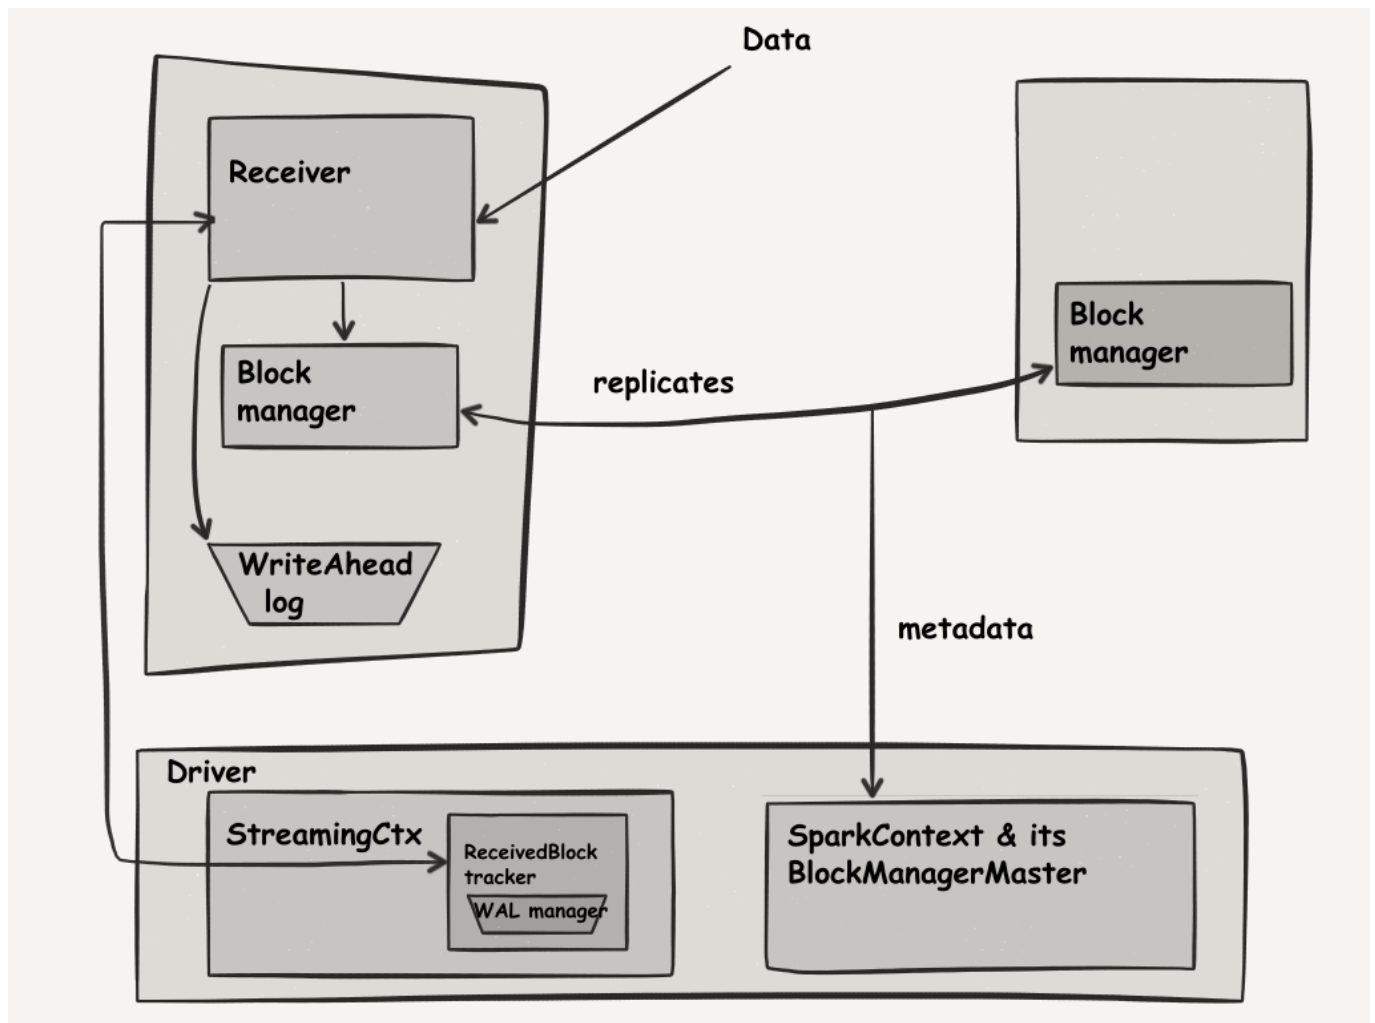 Data
Receiver
Block
manager
replicates
Block
manager
WriteAhead
log
metadata
Driver
StreamingCtx
ReceivedBlock
tracker
WAL manager
SparkContext & its
BlockManagerMaster